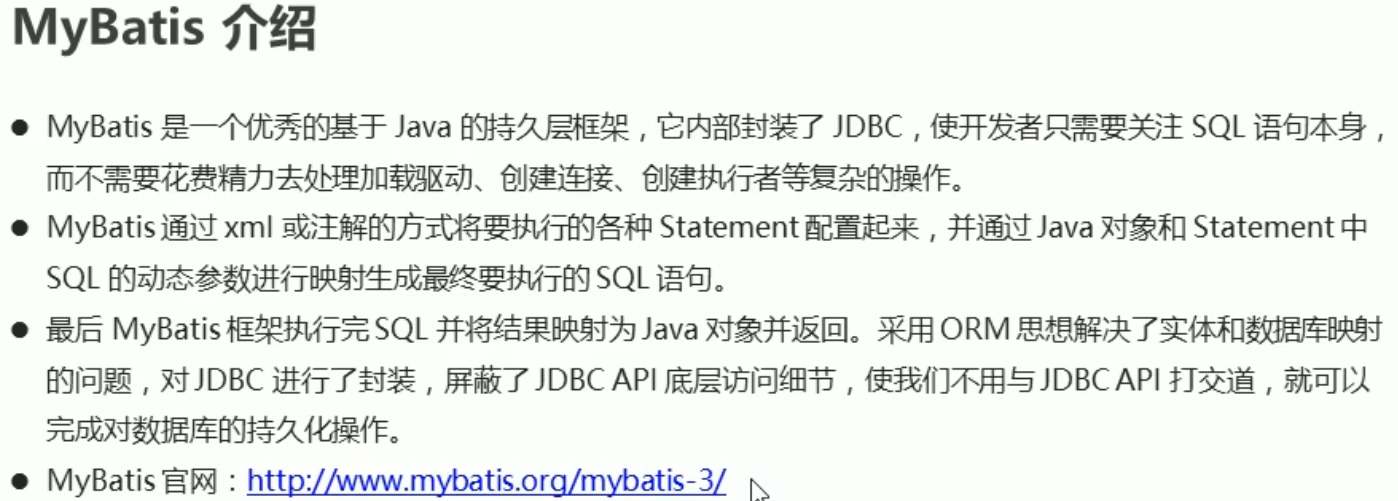 MyBatis 介绍
● MyBatis 是一个优秀的基于 Java 的持久层框架，它内部封装了 JDBC，使开发者只需要关注 SQL 语句本身，
而不需要花费精力去处理加载驱动、创建连接、创建执行者等复杂的操作。
● MyBatis 通过 xml 或注解的方式将要执行的各种 Statement 配置起来，并通过 Java 对象和 Statement 中
SQL 的动态参数进行映射生成最终要执行的 SQL 语句。
● 最后 MyBatis 框架执行完 SQL 并将结果映射为 Java 对象并返回。采用 ORM 思想解决了实体和数据库映射
的问题，对 JDBC 进行了封装，屏蔽了 JDBC API 底层访问细节，使我们不用与 JDBC API 打交道，就可以
完成对数据库的持久化操作。
● MyBatis 官网：http://www.mybatis.org/mybatis-3/